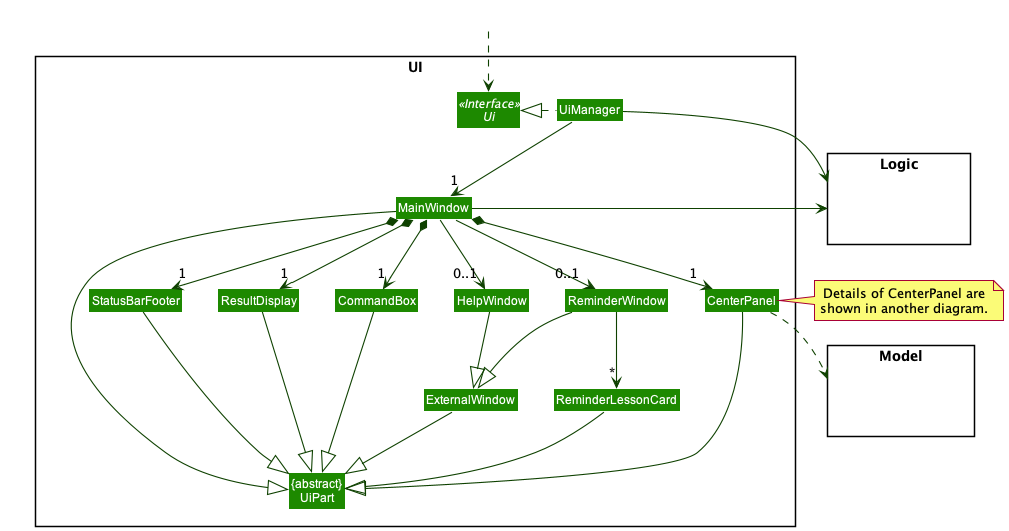 UI
«Interface»
Ui
UiManager
Logic
1
MainWindow
1
1
1
0..1
0..1
1
StatusBarFooter
ResultDisplay
CommandBox
HelpWindow
ReminderWindow
CenterPanel
Details of CenterPanel are
shown in another diagram.
Model
*
ExternalWindow
ReminderLessonCard
{abstract}
UiPart